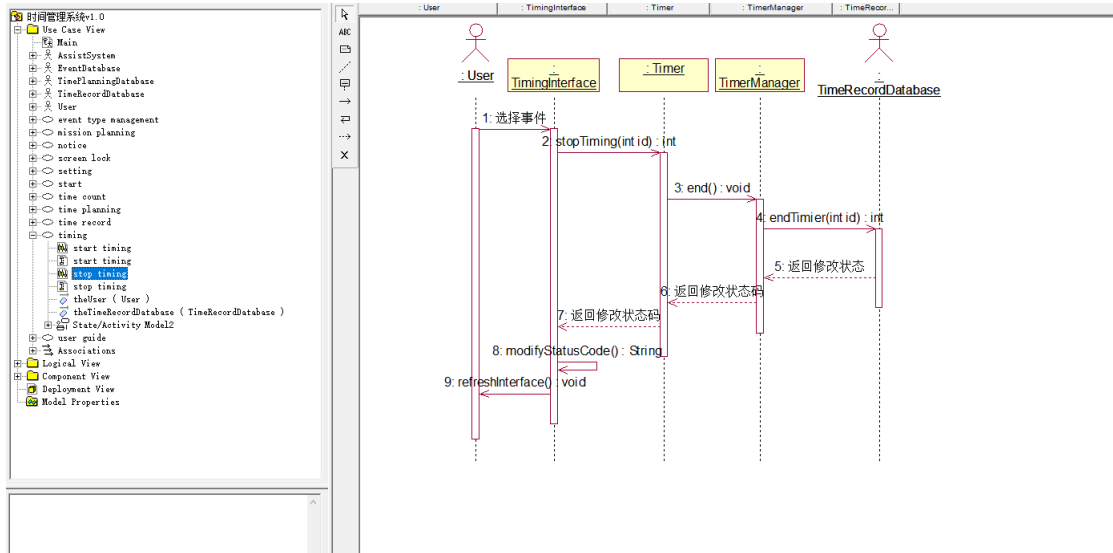 时间管理系统v1.0
Use Case View
Main
AssistSystem
EventDatabase
TimePlanningDatabase
TimeRecordDatabase
User
event type management
mission planning
notice
screen lock
setting
start
time count
time planning
time record
timing
start timing
start timing
stop timing
stop timing
theUser ( User )
theTimeRecordDatabase ( TimeRecordDatabase )
State/Activity Model2
user guide
Associations
Logical View
Component View
Deployment View
Model Properties
ABC
: User
: TimingInterface
: Timer
: TimerManager
: TimeRecor...
: User
:
TimingInterface
: Timer
:
TimerManager
:
TimeRecordDatabase
1: 选择事件
2: stopTiming(int id) : int
3: end() : void
4: endTimier(int id) : int
5: 返回修改状态
6: 返回修改状态码
7: 返回修改状态码
8: modifyStatusCode() : String
9: refreshInterface() : void